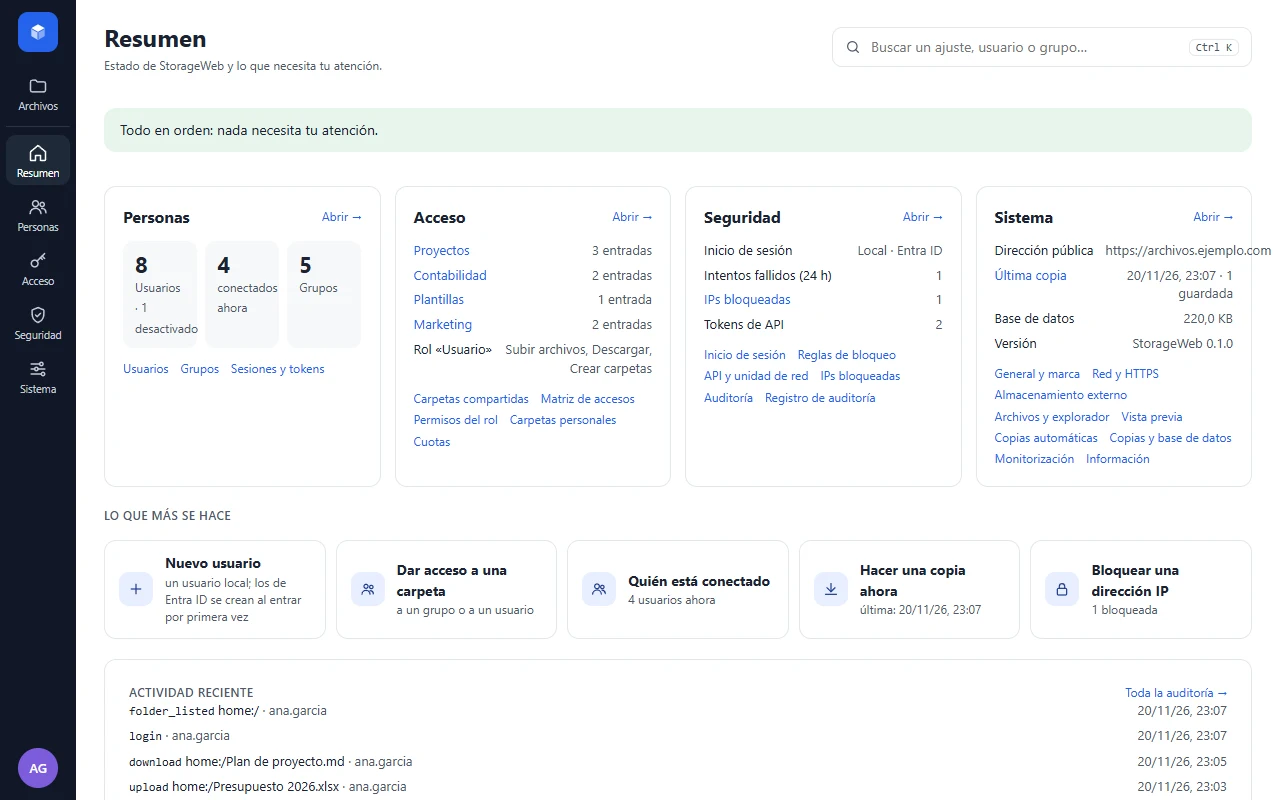 Resumen
Estado de StorageWeb y lo que necesita tu atención.
Buscar un ajuste, usuario o grupo...
Ctrl K
Archivos
Resumen
Personas
Acceso
Seguridad
Sistema
AG
Todo en orden: nada necesita tu atención.
Personas
Abrir →
8
Usuarios
· 1
desactivado
4
conectados
ahora
5
Grupos
Usuarios Grupos Sesiones y tokens
Acceso
Abrir →
Proyectos 3 entradas
Contabilidad 2 entradas
Plantillas 1 entrada
Marketing 2 entradas
Rol «Usuario» Subir archivos, Descargar,
Crear carpetas
Carpetas compartidas Matriz de accesos
Permisos del rol Carpetas personales
Cuotas
Seguridad
Abrir →
Inicio de sesión Local · Entra ID
Intentos fallidos (24 h) 1
IPs bloqueadas 1
Tokens de API 2
Inicio de sesión Reglas de bloqueo
API y unidad de red IPs bloqueadas
Auditoría Registro de auditoría
Sistema
Abrir →
Dirección pública https://archivos.ejemplo.com
Última copia 20/11/26, 23:07 · 1
guardada
Base de datos 220,0 KB
Versión StorageWeb 0.1.0
General y marca Red y HTTPS
Almacenamiento externo
Archivos y explorador Vista previa
Copias automáticas Copias y base de datos
Monitorización Información
LO QUE MÁS SE HACE
Nuevo usuario
un usuario local; los de
Entra ID se crean al entrar
por primera vez
Dar acceso a una
carpeta
a un grupo o a un usuario
Quién está conectado
4 usuarios ahora
Hacer una copia
ahora
última: 20/11/26, 23:07
Bloquear una
dirección IP
1 bloqueada
ACTIVIDAD RECIENTE
Toda la auditoría →
folder_listed home:/ · ana.garcia 20/11/26, 23:07
login · ana.garcia 20/11/26, 23:07
download home:/Plan de proyecto.md · ana.garcia 20/11/26, 23:05
upload home:/Presupuesto 2026.xlsx · ana.garcia 20/11/26, 23:03